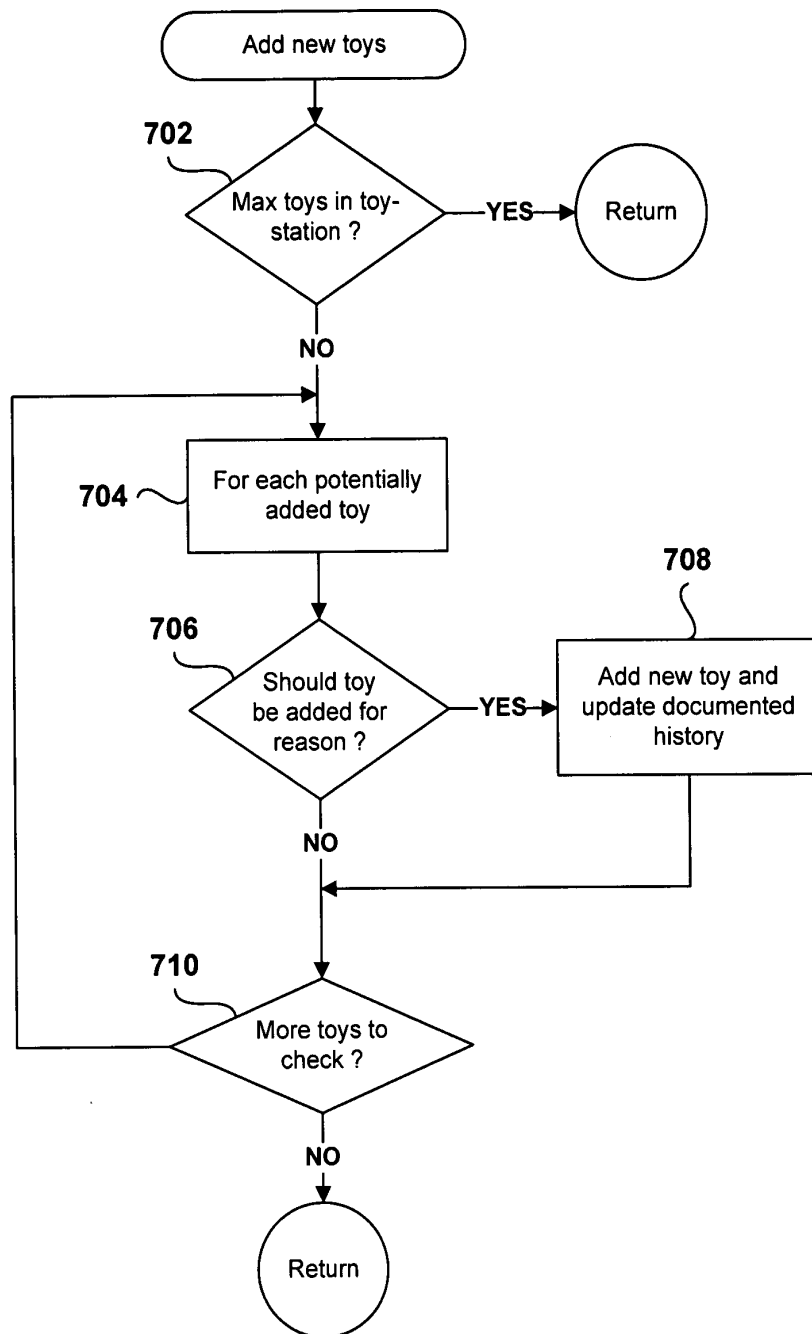 Add new toys
702
Max toys in toy-
station ?
YES
Return
NO
704
For each potentially
added toy
706
Should toy
be added for
reason ?
YES
708
Add new toy and
update documented
history
NO
710
More toys to
check ?
NO
Return